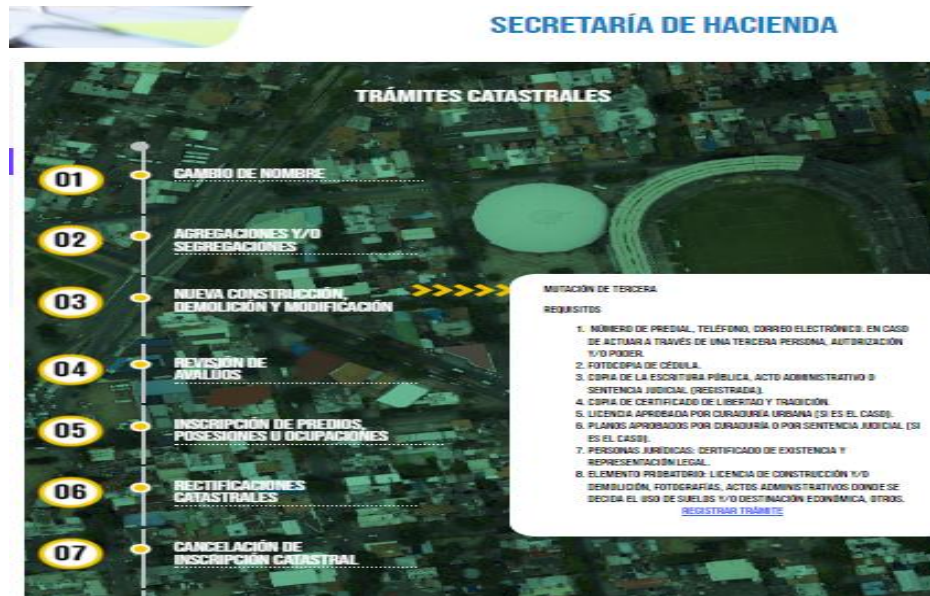 SECRETARÍA DE HACIENDA
TRÁMITES CATASTRALES
01
CAMBIO DE NOMBRE
02
AGREGACIONES Y/O
SEGREGACIONES
03
NUEVA CONSTRUCCIÓN,
DEMOLICIÓN Y MODIFICACIÓN
04
REVISIÓN DE
AVALÚOS
05
INSCRIPCIÓN DE PREDIOS,
POSESIONES U OCUPACIONES
06
RECTIFICACIONES
CATASTRALES
07
CANCELACIÓN DE
INSCRIPCIÓN CATASTRAL
MUTACIÓN DE TERCERA
REQUISITOS
1. NÚMERO DE PREDIAL, TELÉFONO, CORREO ELECTRÓNICO. EN CASO
DE ACTUAR A TRAVÉS DE UNA TERCERA PERSONA, AUTORIZACIÓN
Y/O PODER.
2. FOTOCOPIA DE CÉDULA.
3. COPIA DE LA ESCRITURA PÚBLICA, ACTO ADMINISTRATIVO O
SENTENCIA JUDICIAL (REGISTRADA).
4. COPIA DE CERTIFICADO DE LIBERTAD Y TRADICIÓN.
5. LICENCIA APROBADA POR CURADURÍA URBANA (SI ES EL CASO).
6. PLANOS APROBADOS POR CURADURÍA O POR SENTENCIA JUDICIAL (SI
ES EL CASO).
7. PERSONAS JURÍDICAS: CERTIFICADO DE EXISTENCIA Y
REPRESENTACIÓN LEGAL.
8. ELEMENTO PROBATORIO: LICENCIA DE CONSTRUCCIÓN Y/O
DEMOLICIÓN, FOTOGRAFÍAS, ACTOS ADMINISTRATIVOS DONDE SE
DECIDA EL USO DE SUELOS Y/O DESTINACIÓN ECONÓMICA, OTROS.
REGISTRAR TRÁMITE